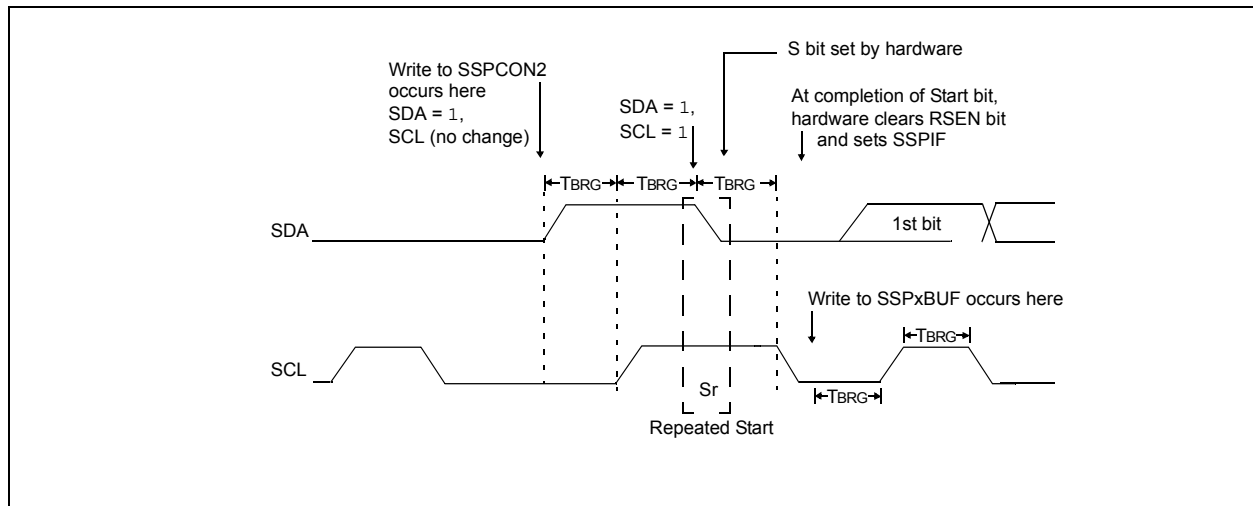 S bit set by hardware
Write to SSPCON2
occurs here
SDA = 1,
SCL (no change)
SDA = 1,
SCL = 1
At completion of Start bit,
hardware clears RSEN bit
and sets SSPIF
TBRG
TBRG
TBRG
SDA
1st bit
Write to SSPxBUF occurs here
TBRG
SCL
Sr
TBRG
Repeated Start